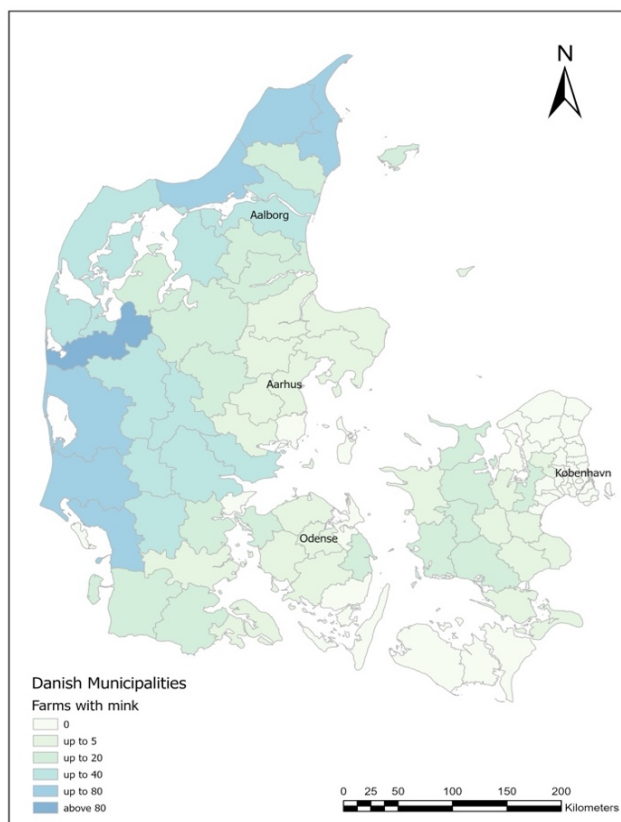 N
Aalborg
Aarhus
København
Odense
Danish Municipalities
Farms with mink
0
up to 5
up to 20
up to 40
up to 80
above 80
0 25 50 100 150 200
Kilometers